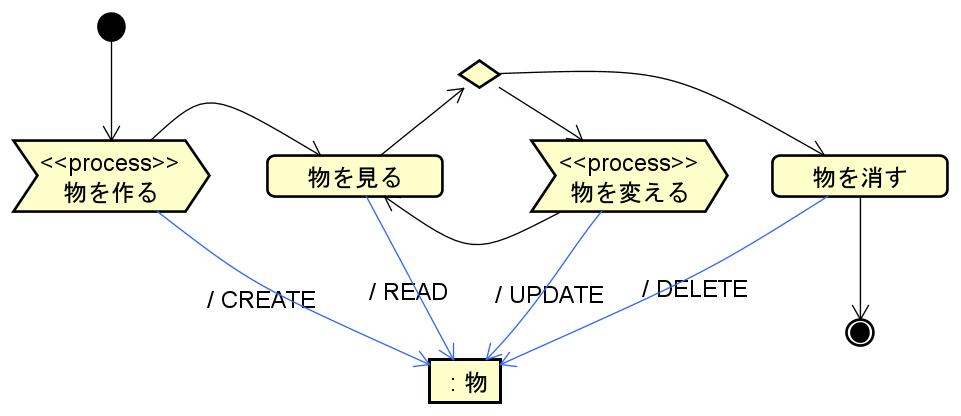 <<process>>
物を作る
物を見る
<<process>>
物を変える
物を消す
/ CREATE
/ READ
/ UPDATE
/ DELETE
: 物